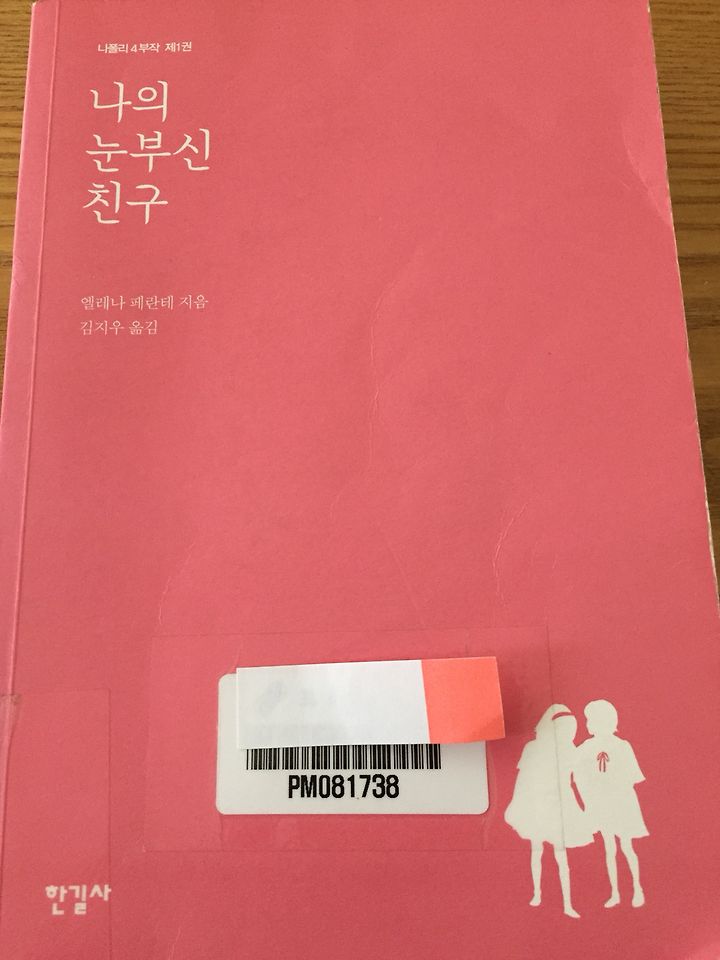 나폴리 4부작 제1권
나의
눈부신
친구
엘레나 페란테 지음
김지우 옮김
PM081738
한길사